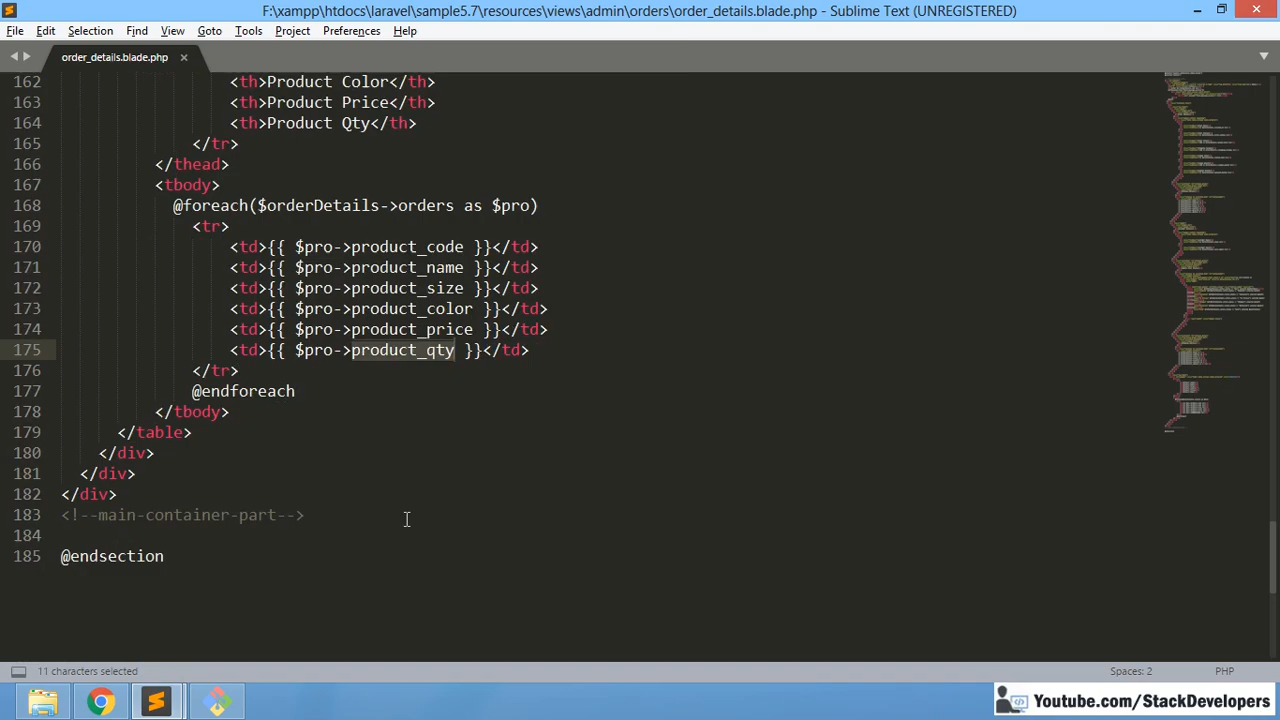 F:\xampp\htdocs\laravel\sample5.7\resources\views\admin\orders\order_details.blade.php - Sublime Text (UNREGISTERED)
File Edit Selection Find View Goto Tools Project Preferences Help
order_details.blade.php
162 <th>Product Color</th>
163 <th>Product Price</th>
164 <th>Product Qty</th>
165 </tr>
166 </thead>
167 <tbody>
168 @foreach($orderDetails->orders as $pro)
169 <tr>
170 <td>{{ $pro->product_code }}</td>
171 <td>{{ $pro->product_name }}</td>
172 <td>{{ $pro->product_size }}</td>
173 <td>{{ $pro->product_color }}</td>
174 <td>{{ $pro->product_price }}</td>
175 <td>{{ $pro->product_qty }}</td>
176 </tr>
177 @endforeach
178 </tbody>
179 </table>
180 </div>
181 </div>
182 </div>
183 <!--main-container-part-->
184
185 @endsection
11 characters selected Spaces: 2 PHP
Youtube.com/StackDevelopers